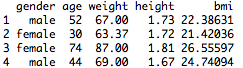 gender age weight height bmi
1 male 52 67.00 1.73 22.38631
2 female 30 63.37 1.72 21.42036
3 female 74 87.00 1.81 26.55597
4 male 44 69.00 1.67 24.74094